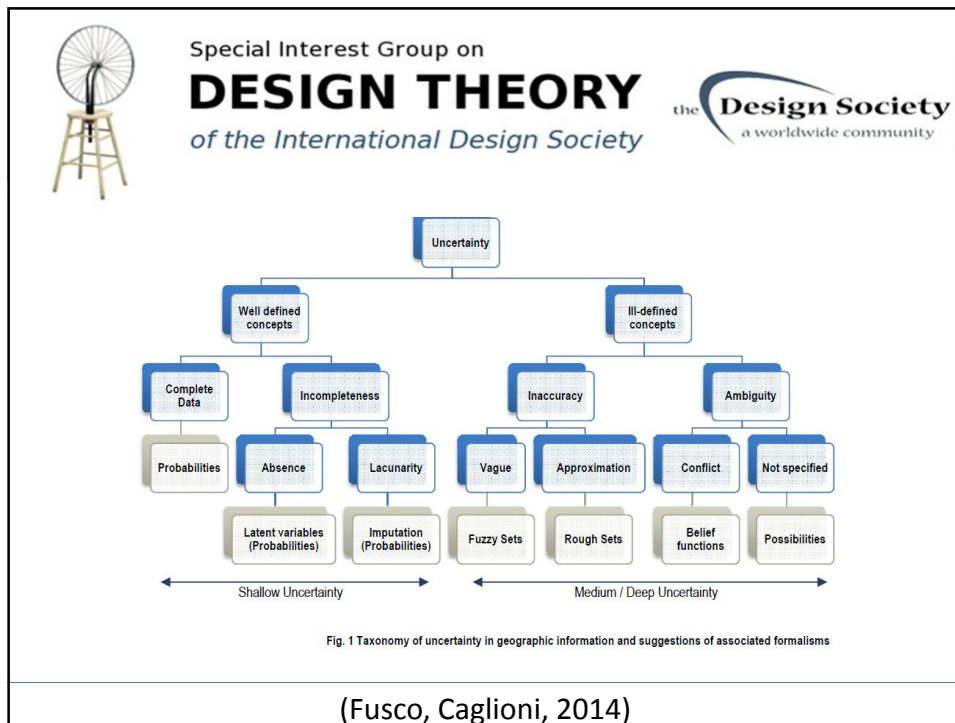 Special Interest Group on
DESIGN THEORY
of the International Design Society
the Design Society
a worldwide community
Uncertainty
Well defined
concepts
Ill-defined
concepts
Complete
Data
Incompleteness
Inaccuracy
Ambiguity
Probabilities
Absence
Lacunarity
Vague
Approximation
Conflict
Not specified
Latent variables
(Probabilities)
Imputation
(Probabilities)
Fuzzy Sets
Rough Sets
Belief
functions
Possibilities
Shallow Uncertainty
Medium / Deep Uncertainty
Fig. 1 Taxonomy of uncertainty in geographic information and suggestions of associated formalisms
(Fusco, Caglioni, 2014)